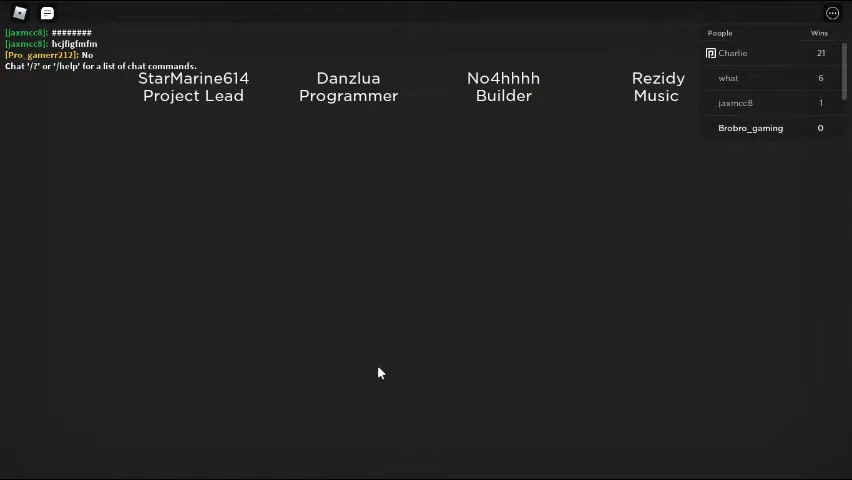 [jaxmcc8]: ########
[jaxmcc8]: hcjfigfmfm
[Pro_gamerr212]: No
Chat '/?' or '/help' for a list of chat commands.
StarMarine614
Project Lead
Danzlua
Programmer
No4hhhh
Builder
Rezidy
Music
People Wins
Charlie 21
what 6
jaxmcc8 1
Brobro_gaming 0